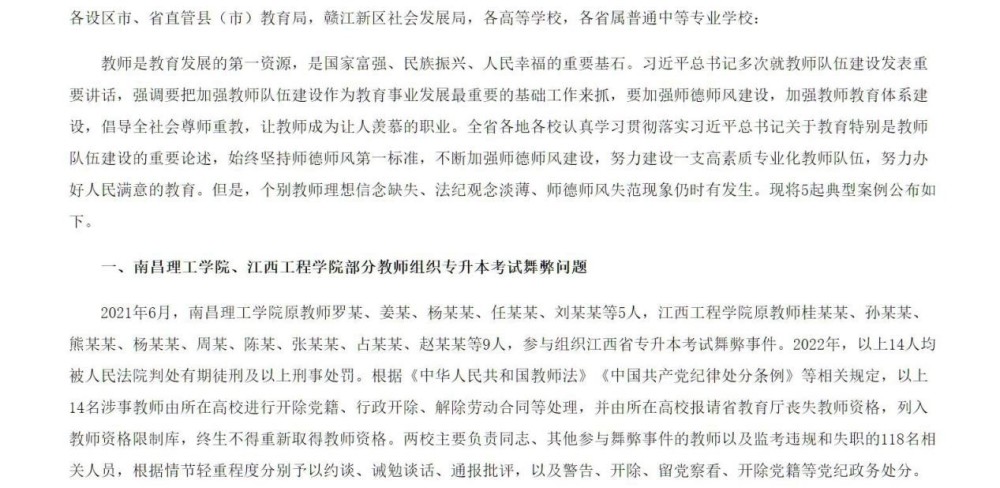 各设区市、省直管县（市）教育局，赣江新区社会发展局，各高等学校，各省属普通中等专业学校：
教师是教育发展的第一资源，是国家富强、民族振兴、人民幸福的重要基石。习近平总书记多次就教师队伍建设发表重
要讲话，强调要把加强教师队伍建设作为教育事业发展最重要的基础工作来抓，要加强师德师风建设，加强教师教育体系建
设，倡导全社会尊师重教，让教师成为让人羡慕的职业。全省各地各校认真学习贯彻落实习近平总书记关于教育特别是教师
队伍建设的重要论述，始终坚持师德师风第一标准，不断加强师德师风建设，努力建设一支高素质专业化教师队伍，努力办
好人民满意的教育。但是，个别教师理想信念缺失、法纪观念淡薄、师德师风失范现象仍时有发生。现将5起典型案例公布如
下。
一、南昌理工学院、江西工程学院部分教师组织专升本考试舞弊问题
2021年6月，南昌理工学院原教师罗某、姜某、杨某某、任某某、刘某某等5人，江西工程学院原教师桂某某、孙某某、
熊某某、杨某某、周某、陈某、张某某、占某某、赵某某等9人，参与组织江西省专升本考试舞弊事件。2022年，以上14人均
被人民法院判处有期徒刑及以上刑事处罚。根据《中华人民共和国教师法》《中国共产党纪律处分条例》等相关规定，以上
14名涉事教师由所在高校进行开除党籍、行政开除、解除劳动合同等处理，并由所在高校报请省教育厅丧失教师资格，列入
教师资格限制库，终生不得重新取得教师资格。两校主要负责同志、其他参与舞弊事件的教师以及监考违规和失职的118名相
关人员，根据情节轻重程度分别予以约谈、诫勉谈话、通报批评，以及警告、开除、留党察看、开除党籍等党纪政务处分。